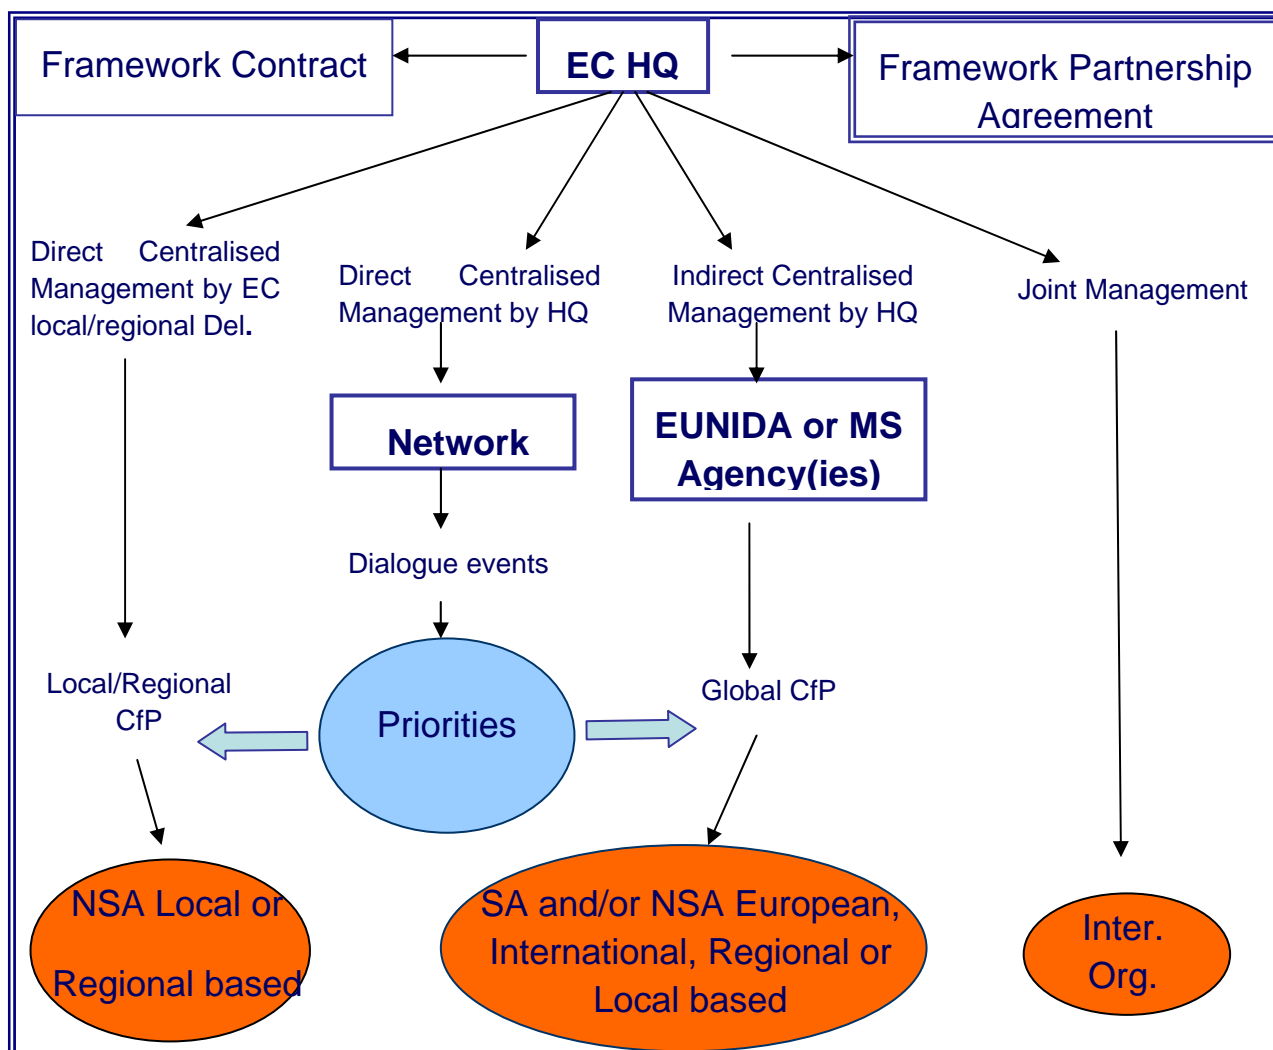 Framework Contract
EC HQ
Framework Partnership
Agreement
Direct Centralised
Management by EC
local/regional Del.
Direct Centralised
Management by HQ
Indirect Centralised
Management by HQ
Joint Management
Network
EUNIDA or MS
Agency(ies)
Dialogue events
Local/Regional
CfP
Priorities
Global CfP
NSA Local or
Regional based
SA and/or NSA European,
International, Regional or
Local based
Inter.
Org.